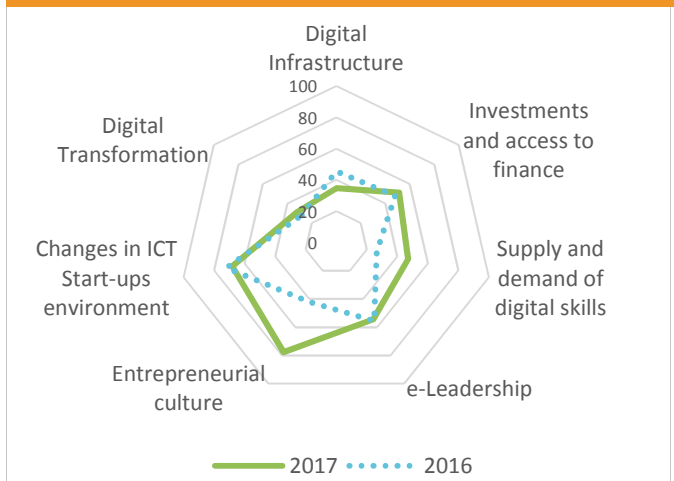 Digital
Infrastructure
100
80
60
40
20
0
Investments
and access to
finance
Supply and
demand of
digital skills
e-Leadership
Entrepreneurial
culture
Changes in ICT
Start-ups
environment
Digital
Transformation
2017
2016